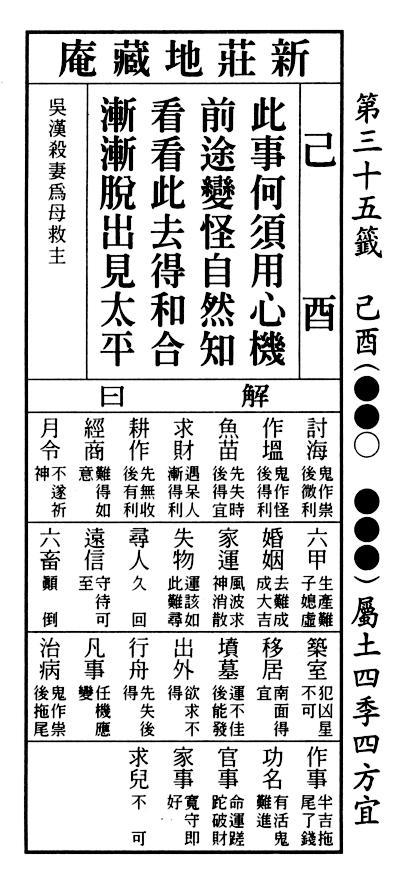 第三十五籤 己酉(●●○ ●●●)屬土四季四方宜
新莊地藏庵
己酉
此事何須用心機
前途變怪自然知
看看此去得和合
漸漸脫出見太平
吳漢殺妻為母救主
解曰
討海
鬼作祟
後微利
作塭
鬼作怪
後得利
魚苗
先失時
後得宜
求財
遇呆人
漸得利
耕作
先無收
後有利
經商
難得如
意
月令
不遂祈
神
六甲
生產難
子媳虛
婚姻
去難成
成大吉
家運
風波求
神消散
失物
運該如
此難尋
尋人
久回
遠信
守待可
至
六畜
顛倒
築室
犯凶星
不可
移居
南面得
宜
墳墓
運不佳
後能發
出外
欲求不
得
行舟
先失後
得
凡事
任機應
變
治病
鬼作祟
後拖尾
作事
半吉拖
尾了錢
功名
有活鬼
難進
官事
命運蹉
跎破財
家事
寬守即
好
求兒
不可